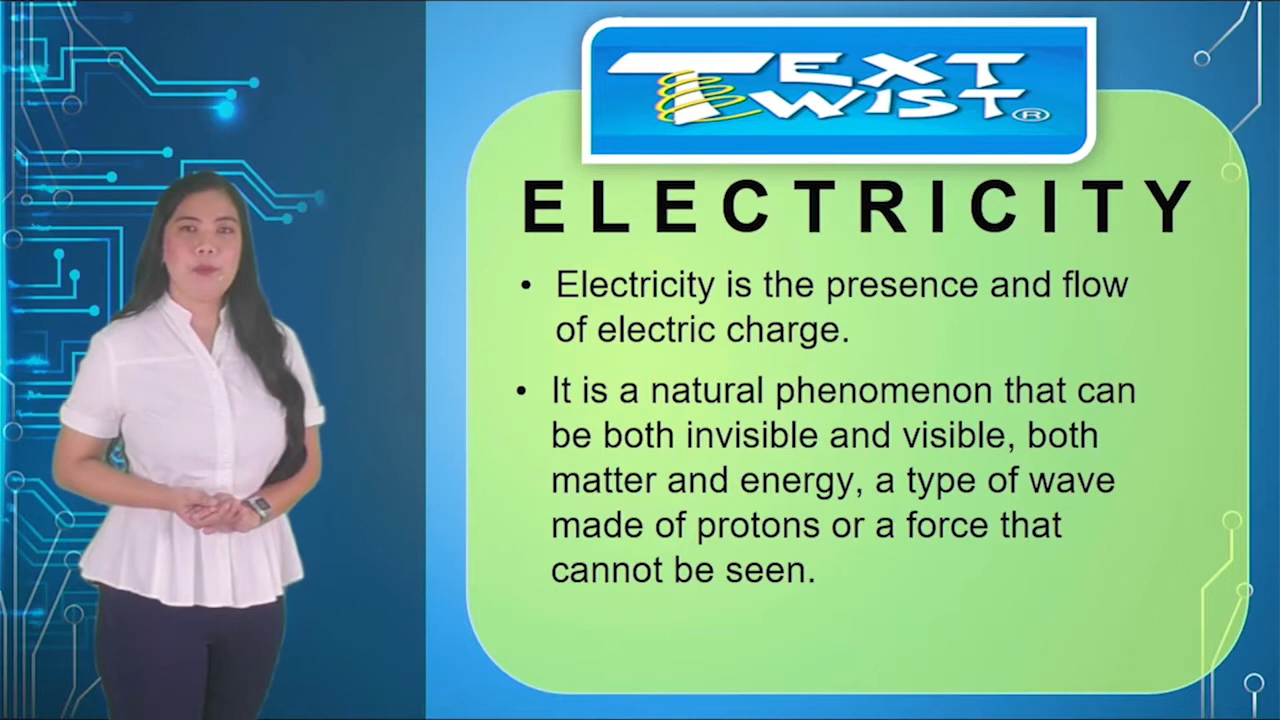 TEXT
TWIST®
ELECTRICITY
• Electricity is the presence and flow
of electric charge.
• It is a natural phenomenon that can
be both invisible and visible, both
matter and energy, a type of wave
made of protons or a force that
cannot be seen.